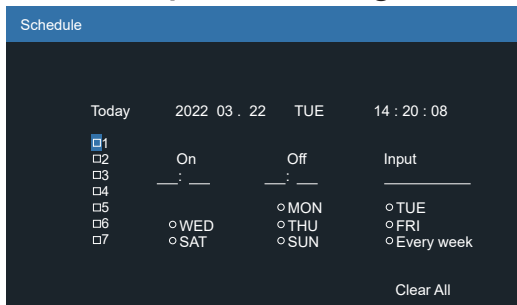 Schedule
Today 2022 03 . 22 TUE 14 : 20 : 08
1
2 On Off Input
3 __: __ __: __ ________
4
5 MON TUE
6 WED THU FRI
7 SAT SUN Every week
Clear All